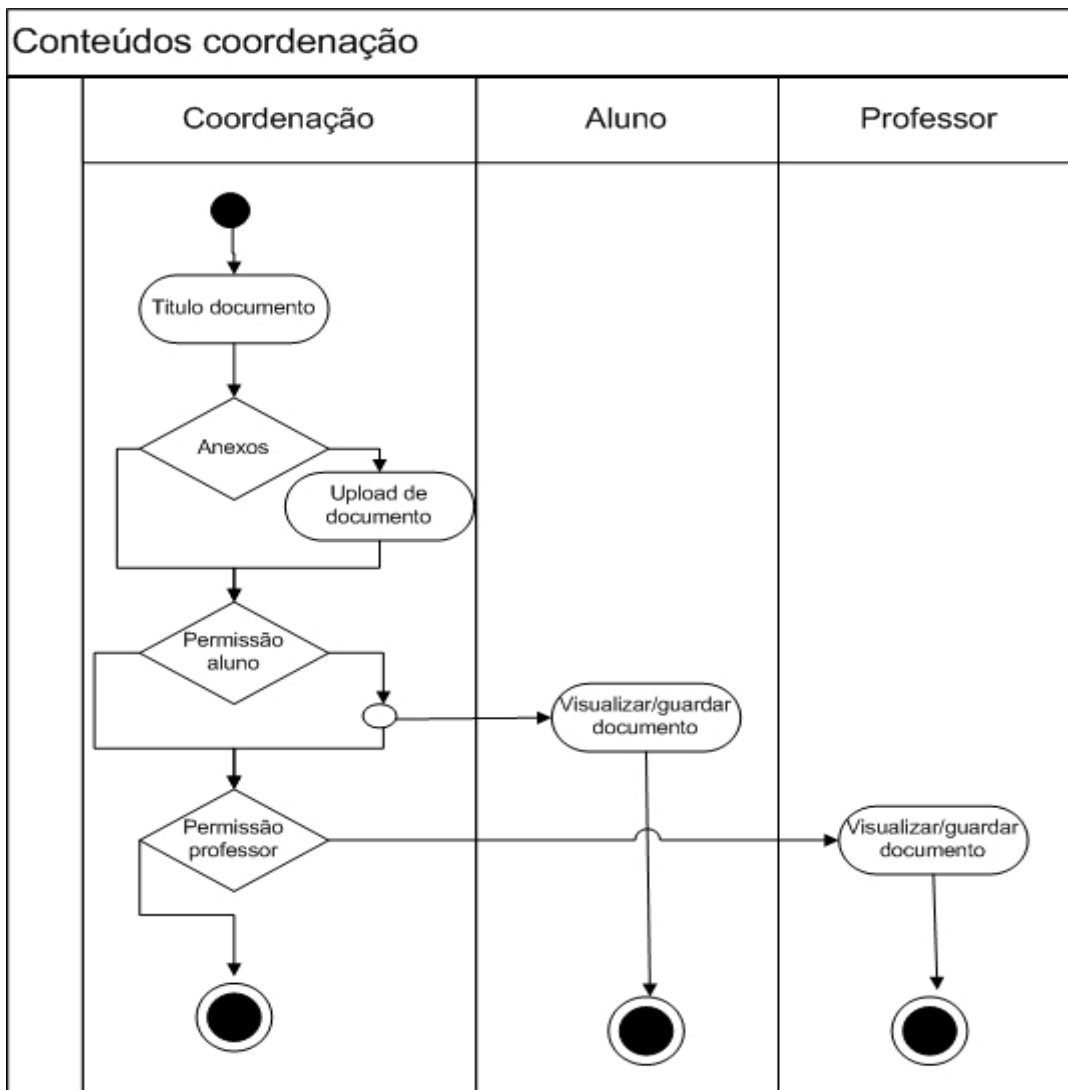 Conteúdos coordenação
Coordenação
Aluno
Professor
Titulo documento
Anexos
Upload de
documento
Permissão
aluno
Visualizar/guardar
documento
Permissão
professor
Visualizar/guardar
documento